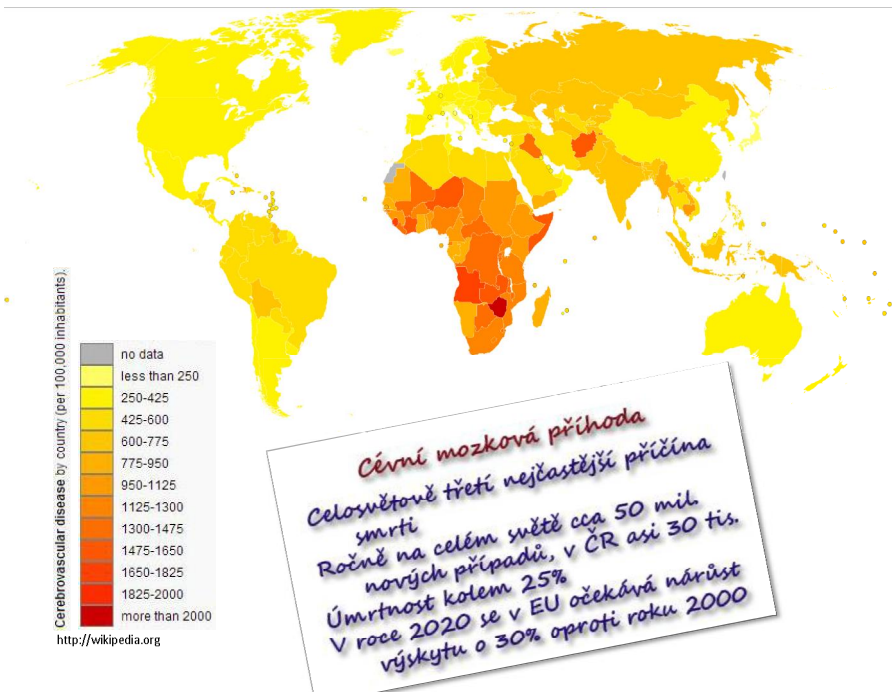 Cerebrovascular disease by country (per 100,000 inhabitants).
no data
less than 250
250-425
425-600
600-775
775-950
950-1125
1125-1300
1300-1475
1475-1650
1650-1825
1825-2000
more than 2000
http://wikipedia.org
Cévní mozková příhoda
Celosvětově třetí nejčastější příčína
smrti
Ročně na celém světě cca 50 mil.
nových případů, v ČR asi 30 tis.
Úmrtnost kolem 25%
V roce 2020 se v EU očekává nárůst
výskytu o 30% oproti roku 2000